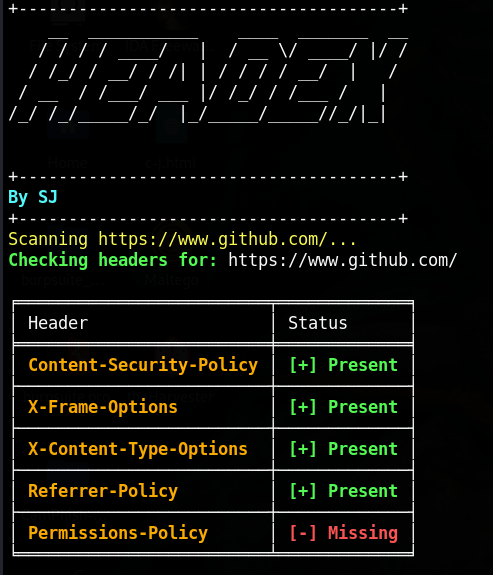 HEADEX
By SJ
Scanning https://www.github.com/...
Checking headers for: https://www.github.com/
Header Status
Content-Security-Policy [+] Present
X-Frame-Options [+] Present
X-Content-Type-Options [+] Present
Referrer-Policy [+] Present
Permissions-Policy [-] Missing